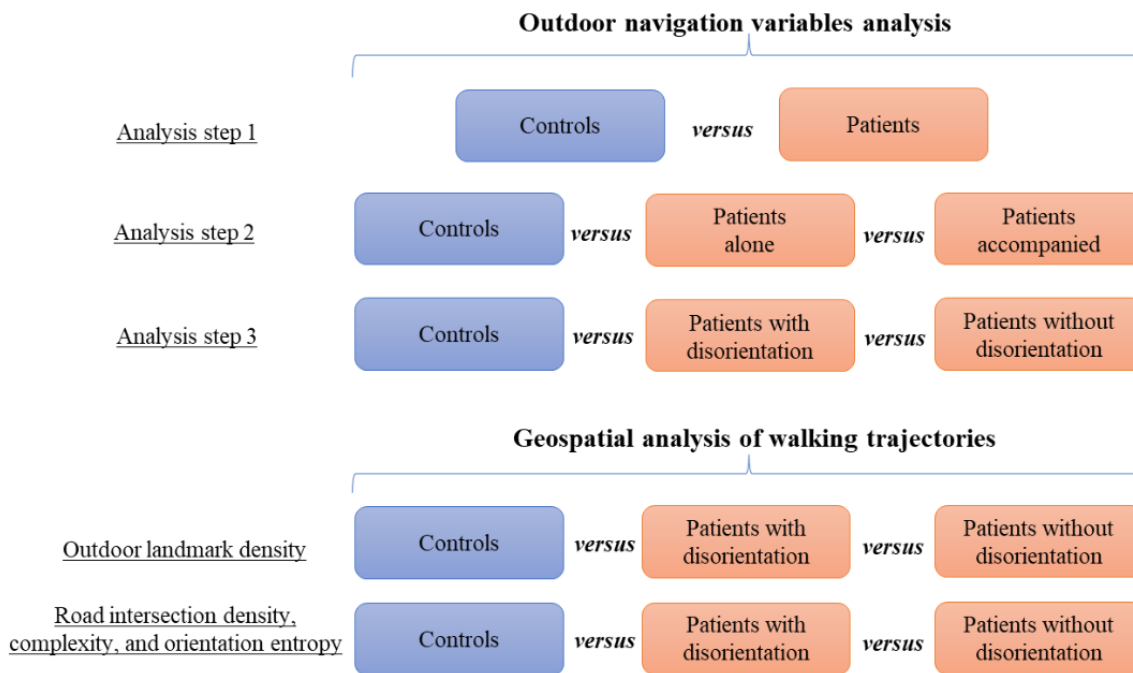 Outdoor navigation variables analysis
Analysis step 1
Controls
versus
Patients
Analysis step 2
Controls
versus
Patients
alone
versus
Patients
accompanied
Analysis step 3
Controls
versus
Patients with
disorientation
versus
Patients without
disorientation
Geospatial analysis of walking trajectories
Outdoor landmark density
Controls
versus
Patients with
disorientation
versus
Patients without
disorientation
Road intersection density,
complexity, and orientation entropy
Controls
versus
Patients with
disorientation
versus
Patients without
disorientation